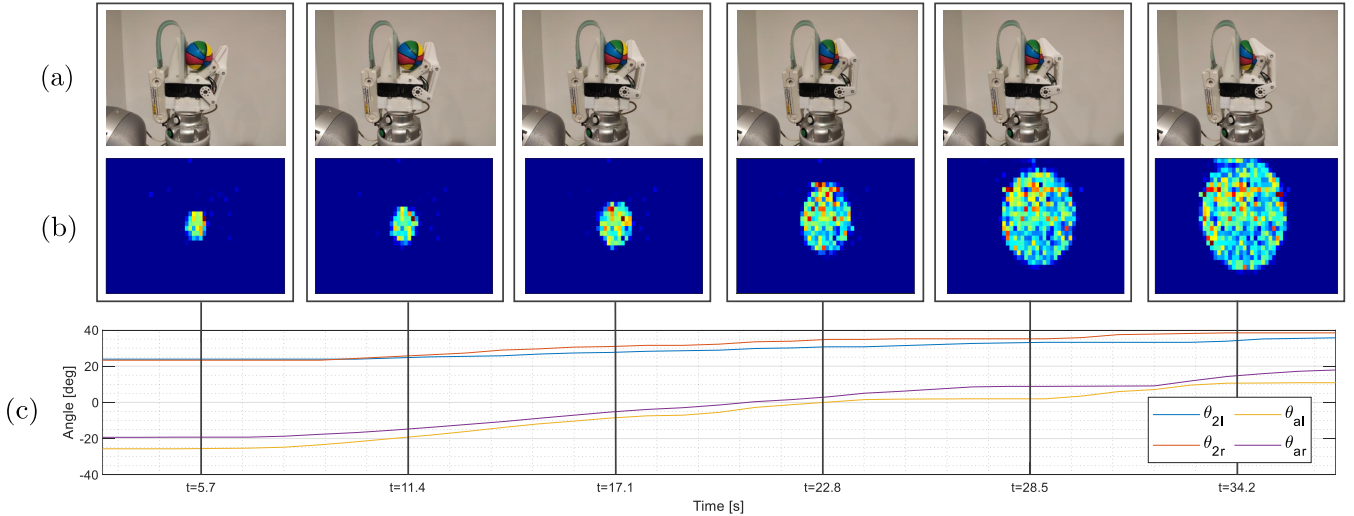 (a)
(b)
(c)
Angle [deg]
40
20
0
-20
-40
θ2l
θal
θ2r
θar
t=5.7
t=11.4
t=17.1
t=22.8
t=28.5
t=34.2
Time [s]